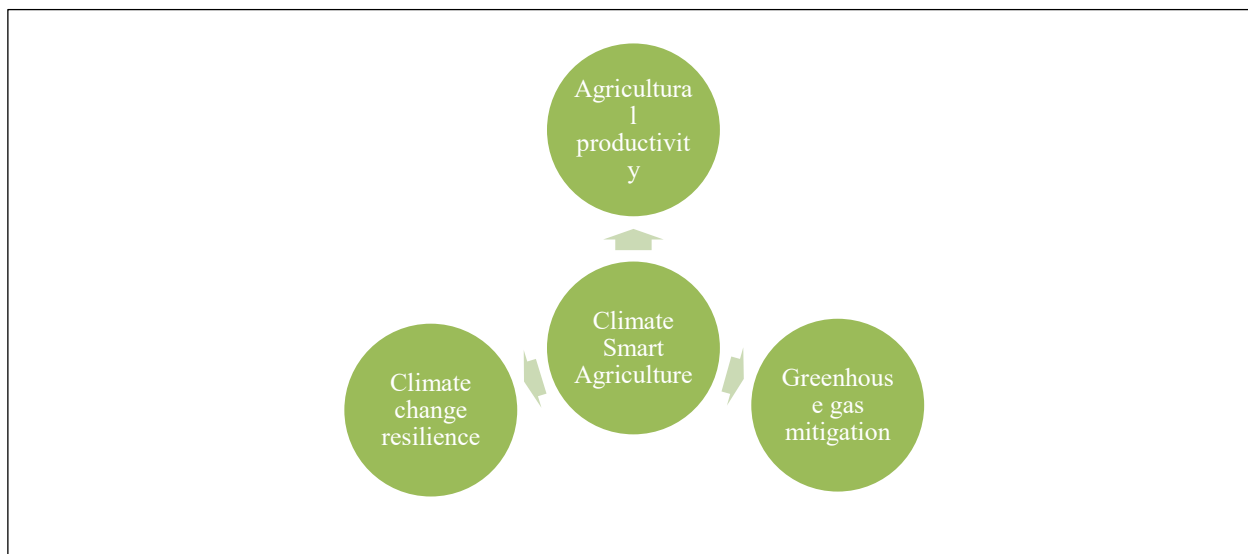 Agricultura
l
productivit
y
Climate
Smart
Agriculture
Climate
change
resilience
Greenhous
e gas
mitigation